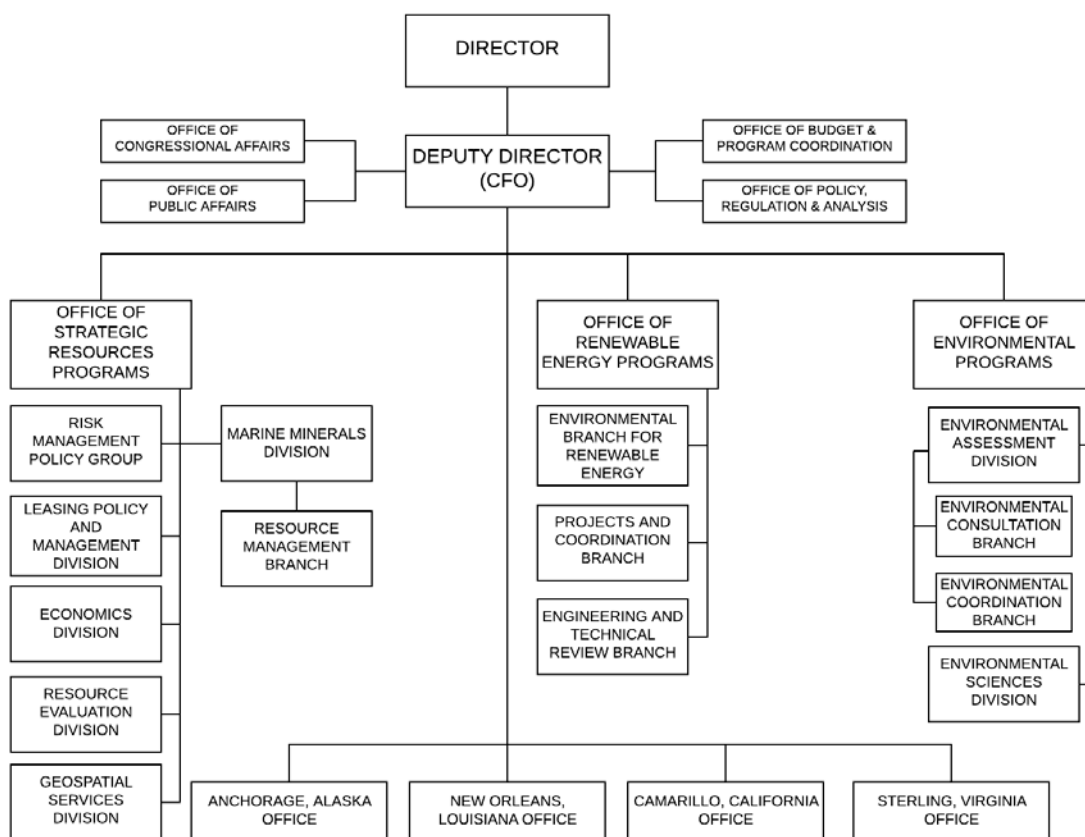 DIRECTOR
OFFICE OF
CONGRESSIONAL AFFAIRS
OFFICE OF
PUBLIC AFFAIRS
DEPUTY DIRECTOR
(CFO)
OFFICE OF BUDGET &
PROGRAM COORDINATION
OFFICE OF POLICY,
REGULATION & ANALYSIS
OFFICE OF
STRATEGIC
RESOURCES
PROGRAMS
RISK
MANAGEMENT
POLICY GROUP
MARINE MINERALS
DIVISION
RESOURCE
MANAGEMENT
BRANCH
LEASING POLICY
AND
MANAGEMENT
DIVISION
ECONOMICS
DIVISION
RESOURCE
EVALUATION
DIVISION
GEOSPATIAL
SERVICES
DIVISION
OFFICE OF
RENEWABLE
ENERGY PROGRAMS
ENVIRONMENTAL
BRANCH FOR
RENEWABLE
ENERGY
PROJECTS AND
COORDINATION
BRANCH
ENGINEERING AND
TECHNICAL
REVIEW BRANCH
OFFICE OF
ENVIRONMENTAL
PROGRAMS
ENVIRONMENTAL
ASSESSMENT
DIVISION
ENVIRONMENTAL
CONSULTATION
BRANCH
ENVIRONMENTAL
COORDINATION
BRANCH
ENVIRONMENTAL
SCIENCES
DIVISION
ANCHORAGE, ALASKA
OFFICE
NEW ORLEANS,
LOUISIANA OFFICE
CAMARILLO, CALIFORNIA
OFFICE
STERLING, VIRGINIA
OFFICE